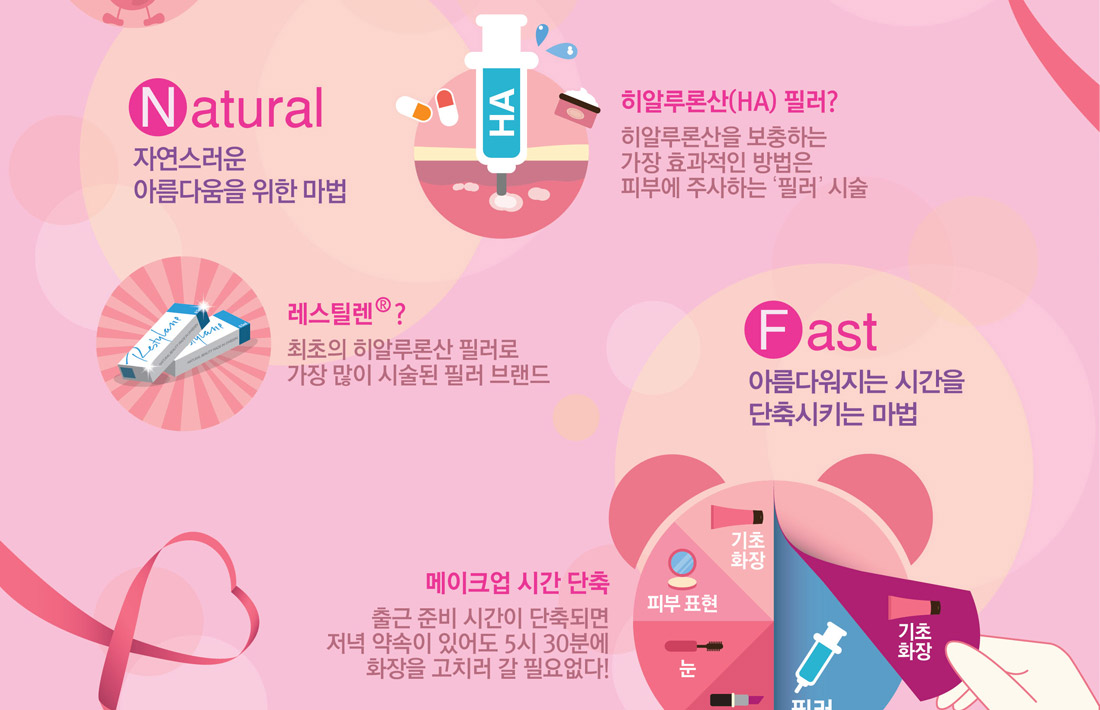 Natural
자연스러운
아름다움을 위한 마법
HA
히알루론산(HA) 필러?
히알루론산을 보충하는
가장 효과적인 방법은
피부에 주사하는 ‘필러’ 시술
Restylane
레스틸렌®?
최초의 히알루론산 필러로
가장 많이 시술된 필러 브랜드
Fast
아름다워지는 시간을
단축시키는 마법
메이크업 시간 단축
출근 준비 시간이 단축되면
저녁 약속이 있어도 5시 30분에
화장을 고치러 갈 필요없다!
기초
화장
피부 표현
눈
기초
화장
필러